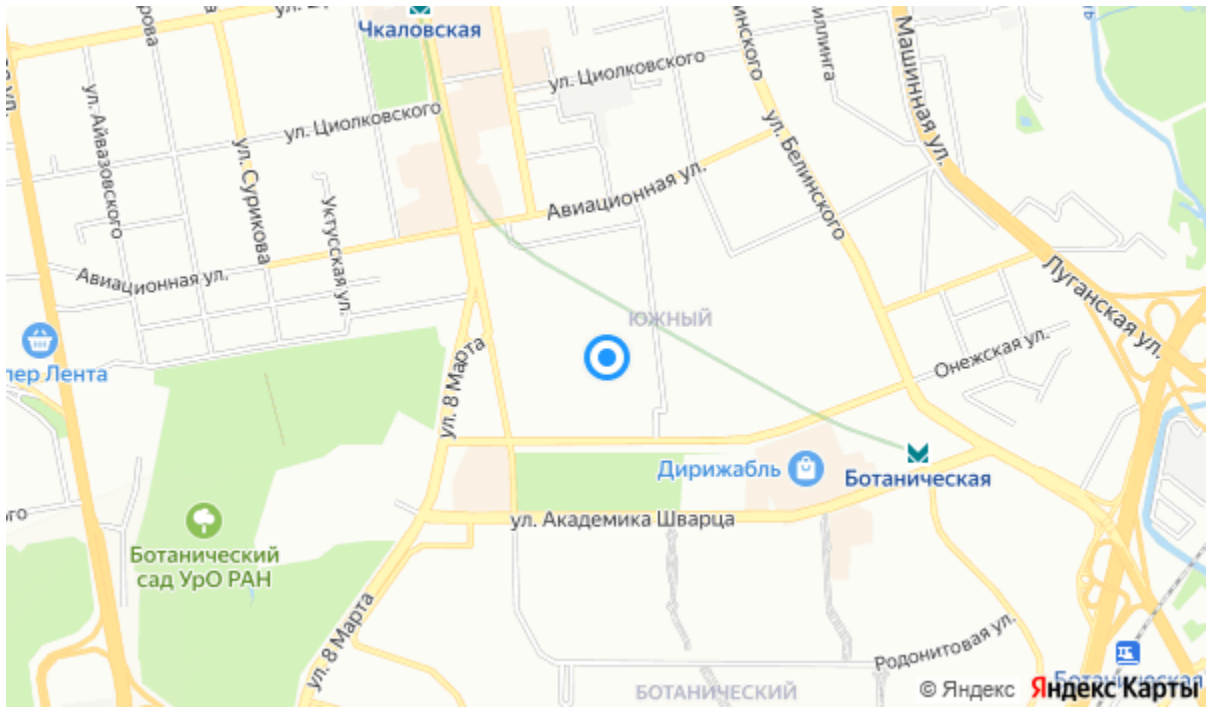 Чкаловская
ул. Циолковского
ул. Циолковского
Машинная ул.
ул. Айвазовского
ул. Сурикова
Уктусская ул.
Авиационная ул.
ул. Белинского
Авиационная ул.
Луганская ул.
ЮЖНЫЙ
Онежская ул.
Лента
ул. 8 Марта
Дирижабль
Ботаническая
ул. Академика Шварца
Ботанический
сад УрО РАН
ул. 8 Марта
Родонитовая ул.
БОТАНИЧЕСКИЙ
Ботаническая
© Яндекс Яндекс Карты